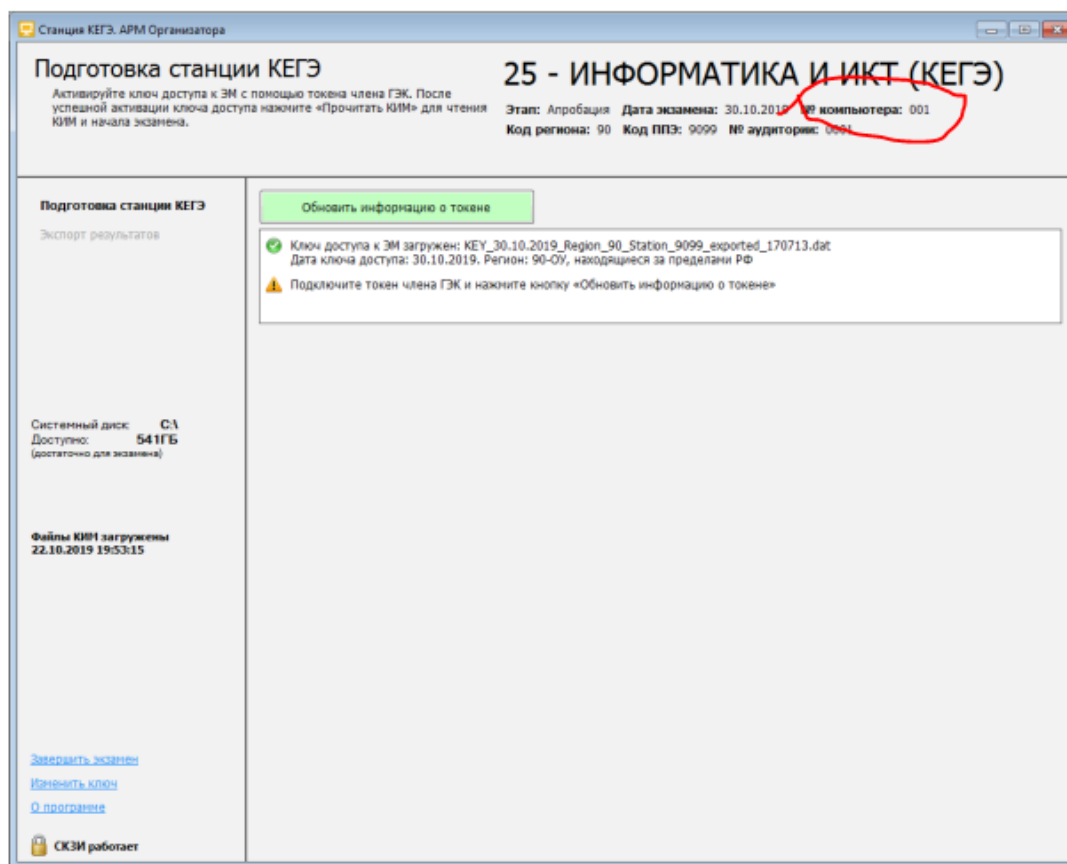 Станция КЕГЭ. АРМ Организатора
Подготовка станции КЕГЭ
Активируйте ключ доступа к ЭМ с помощью токена члена ГЭК. После
успешной активации ключа доступа нажмите «Прочитать КИМ» для чтения
КИМ и начала экзамена.
25 - ИНФОРМАТИКА И ИКТ (КЕГЭ)
Этап: Апробация Дата экзамена: 30.10.2019 № компьютера: 001
Код региона: 90 Код ППЭ: 9099 № аудитории: 0001
Подготовка станции КЕГЭ
Экспорт результатов
Обновить информацию о токене
Ключ доступа к ЭМ загружен: KEY_30.10.2019_Region_90_Station_9099_exported_170713.dat
Дата ключа доступа: 30.10.2019. Регион: 90-ОУ, находящиеся за пределами РФ
Подключите токен члена ГЭК и нажмите кнопку «Обновить информацию о токене»
Системный диск: C:\
Доступно: 541ГБ
(достаточно для экзамена)
Файлы КИМ загружены
22.10.2019 19:53:15
Завершить экзамен
Изменить ключ
О программе
СКЗИ работает